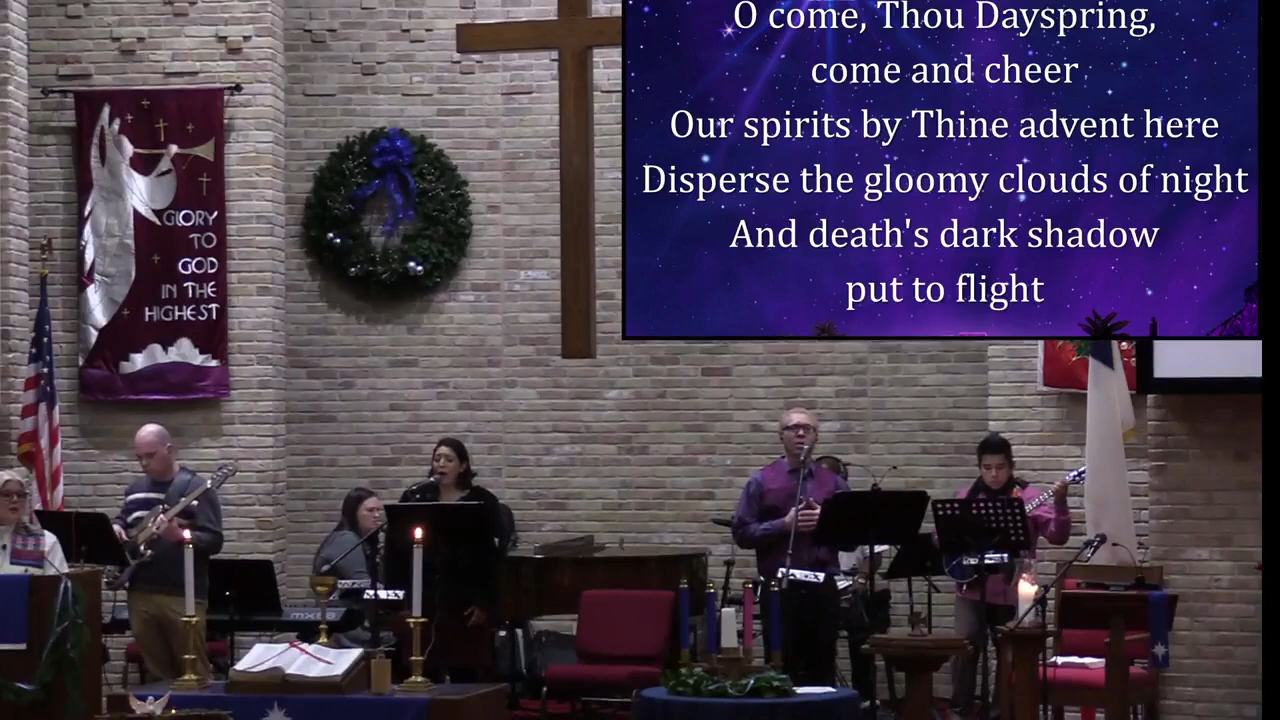 O come, Thou Dayspring,
come and cheer
Our spirits by Thine advent here
Disperse the gloomy clouds of night
And death's dark shadow
put to flight
GLORY
TO
GOD
IN THE
HIGHEST